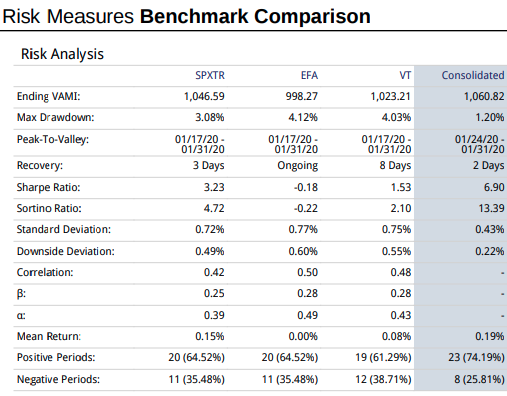 Risk Measures Benchmark Comparison
Risk Analysis
SPXTR EFA VT Consolidated
Ending VAMI: 1,046.59 998.27 1,023.21 1,060.82
Max Drawdown: 3.08% 4.12% 4.03% 1.20%
Peak-To-Valley: 01/17/20 - 01/17/20 - 01/17/20 - 01/24/20 -
01/31/20 01/31/20 01/31/20 01/31/20
Recovery: 3 Days Ongoing 8 Days 2 Days
Sharpe Ratio: 3.23 -0.18 1.53 6.90
Sortino Ratio: 4.72 -0.22 2.10 13.39
Standard Deviation: 0.72% 0.77% 0.75% 0.43%
Downside Deviation: 0.49% 0.60% 0.55% 0.22%
Correlation: 0.42 0.50 0.48 -
β: 0.25 0.28 0.28 -
α: 0.39 0.49 0.43 -
Mean Return: 0.15% 0.00% 0.08% 0.19%
Positive Periods: 20 (64.52%) 20 (64.52%) 19 (61.29%) 23 (74.19%)
Negative Periods: 11 (35.48%) 11 (35.48%) 12 (38.71%) 8 (25.81%)